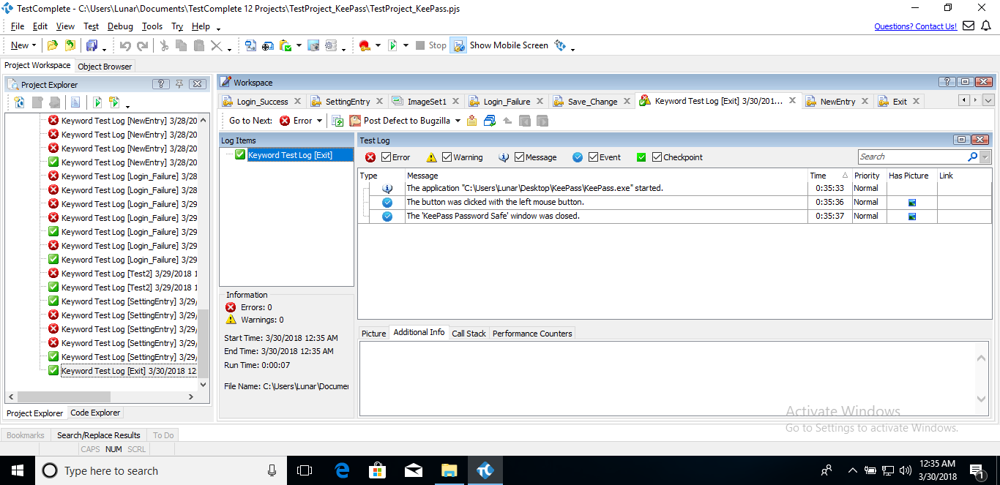 TestComplete - C:\Users\Lunar\Documents\TestComplete 12 Projects\TestProject_KeePass\TestProject_KeePass.pjs
File Edit View Test Debug Tools Try Help
Questions? Contact Us!
New
Stop
Show Mobile Screen
Project Workspace Object Browser
Project Explorer
Workspace
Login_Success SettingEntry ImageSet1 Login_Failure Save_Change Keyword Test Log [Exit] 3/30/201... NewEntry Exit
Go to Next: Error Post Defect to Bugzilla
Keyword Test Log [NewEntry] 3/28/20
Keyword Test Log [NewEntry] 3/28/20
Keyword Test Log [NewEntry] 3/28/20
Keyword Test Log [NewEntry] 3/28/20
Keyword Test Log [Login_Failure] 3/28
Keyword Test Log [Login_Failure] 3/28
Keyword Test Log [Login_Failure] 3/29
Keyword Test Log [Login_Failure] 3/29
Keyword Test Log [Login_Failure] 3/29
Keyword Test Log [Login_Failure] 3/29
Keyword Test Log [Login_Failure] 3/29
Keyword Test Log [Test2] 3/29/2018 1
Keyword Test Log [Test2] 3/29/2018 1
Keyword Test Log [SettingEntry] 3/29/
Keyword Test Log [SettingEntry] 3/29/
Keyword Test Log [SettingEntry] 3/29/
Keyword Test Log [SettingEntry] 3/29/
Keyword Test Log [SettingEntry] 3/29/
Keyword Test Log [Exit] 3/30/2018 12
Project Explorer Code Explorer
Log Items
Keyword Test Log [Exit]
Information
Errors: 0
Warnings: 0
Start Time: 3/30/2018 12:35 AM
End Time: 3/30/2018 12:35 AM
Run Time: 0:00:07
File Name: C:\Users\Lunar\Documen
Test Log
Error Warning Message Event Checkpoint
Search
Type Message Time Priority Has Picture Link
The application "C:\Users\Lunar\Desktop\KeePass\KeePass.exe" started. 0:35:33 Normal
The button was clicked with the left mouse button. 0:35:36 Normal
The 'KeePass Password Safe' window was closed. 0:35:37 Normal
Picture Additional Info Call Stack Performance Counters
Activate Windows
Go to Settings to activate Windows.
Bookmarks Search/Replace Results To Do
CAPS NUM SCRL
Type here to search
12:35 AM
3/30/2018
1